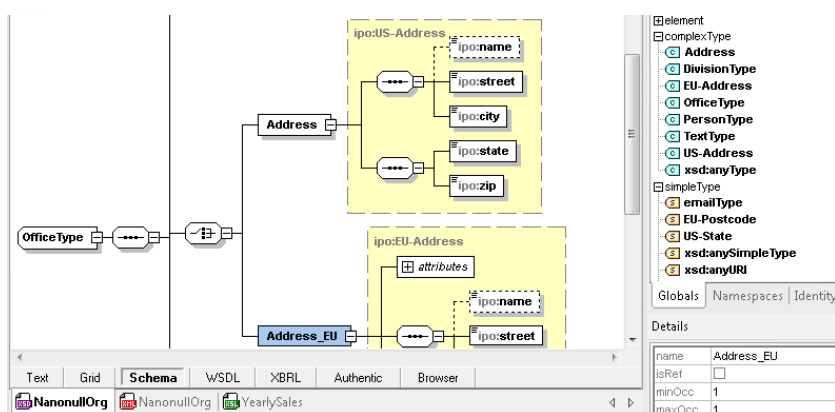 ipo:US-Address
ipo:name
ipo:street
Address
ipo:city
ipo:state
ipo:zip
OfficeType
ipo:EU-Address
attributes
ipo:name
Address_EU
ipo:street
Text Grid Schema WSDL XBRL Authentic Browser
NanonullOrg NanonullOrg YearlySales
element
complexType
Address
DivisionType
EU-Address
OfficeType
PersonType
TextType
US-Address
xsd:anyType
simpleType
emailType
EU-Postcode
US-State
xsd:anySimpleType
xsd:anyURI
Globals Namespaces Identity
Details
name Address_EU
isRef
minOcc 1
maxOcc 1